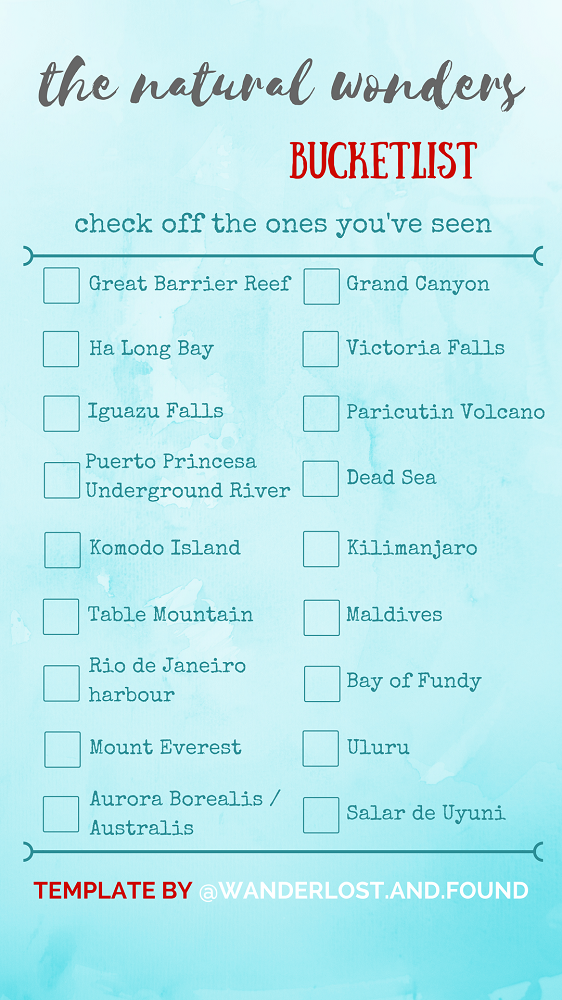 the natural wonders
BUCKETLIST
check off the ones you've seen
Great Barrier Reef
Grand Canyon
Ha Long Bay
Victoria Falls
Iguazu Falls
Paricutin Volcano
Puerto Princesa
Underground River
Dead Sea
Komodo Island
Kilimanjaro
Table Mountain
Maldives
Rio de Janeiro
harbour
Bay of Fundy
Mount Everest
Uluru
Aurora Borealis /
Australis
Salar de Uyuni
TEMPLATE BY @WANDERLOST.AND.FOUND